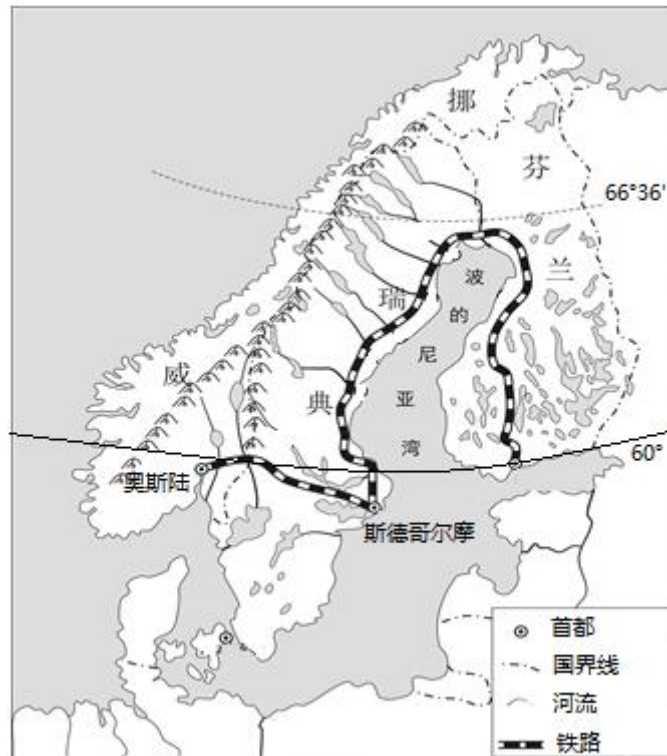 挪
芬
66°36′
兰
波
的
尼
亚
湾
瑞
威
典
60°
奥斯陆
斯德哥尔摩
首都
国界线
河流
铁路